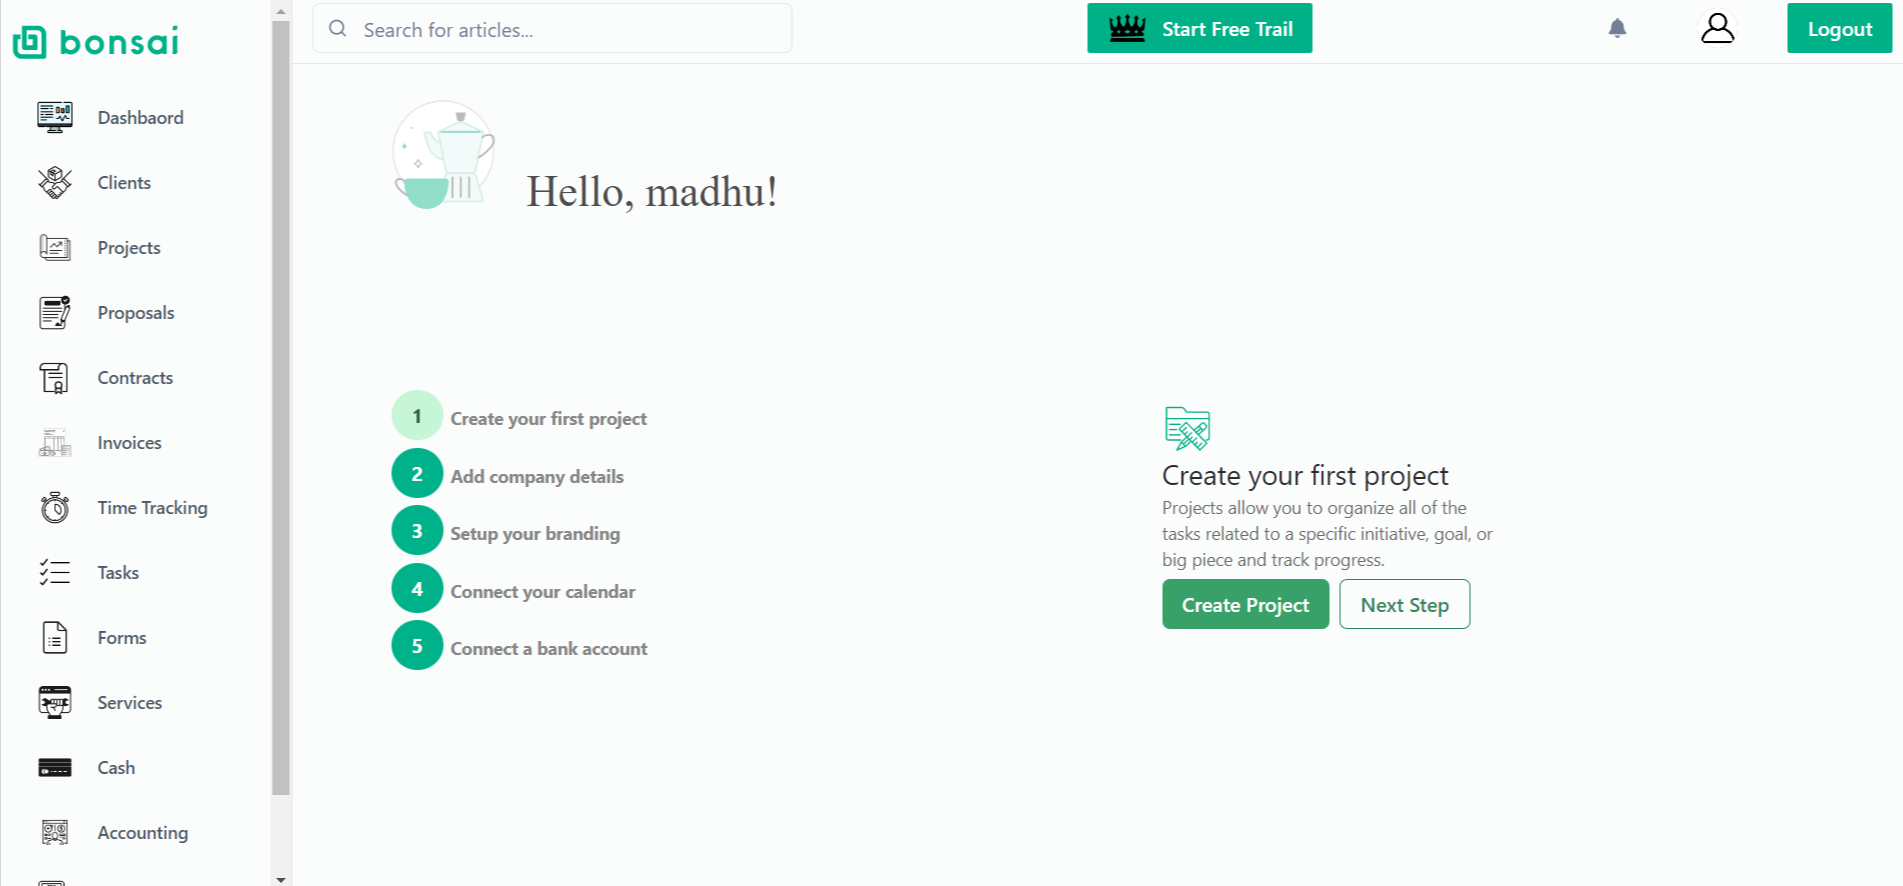 bonsai
Search for articles...
Start Free Trail
Logout
Dashbaord
Clients
Projects
Proposals
Contracts
Invoices
Time Tracking
Tasks
Forms
Services
Cash
Accounting
Hello, madhu!
1 Create your first project
2 Add company details
3 Setup your branding
4 Connect your calendar
5 Connect a bank account
Create your first project
Projects allow you to organize all of the
tasks related to a specific initiative, goal, or
big piece and track progress.
Create Project
Next Step